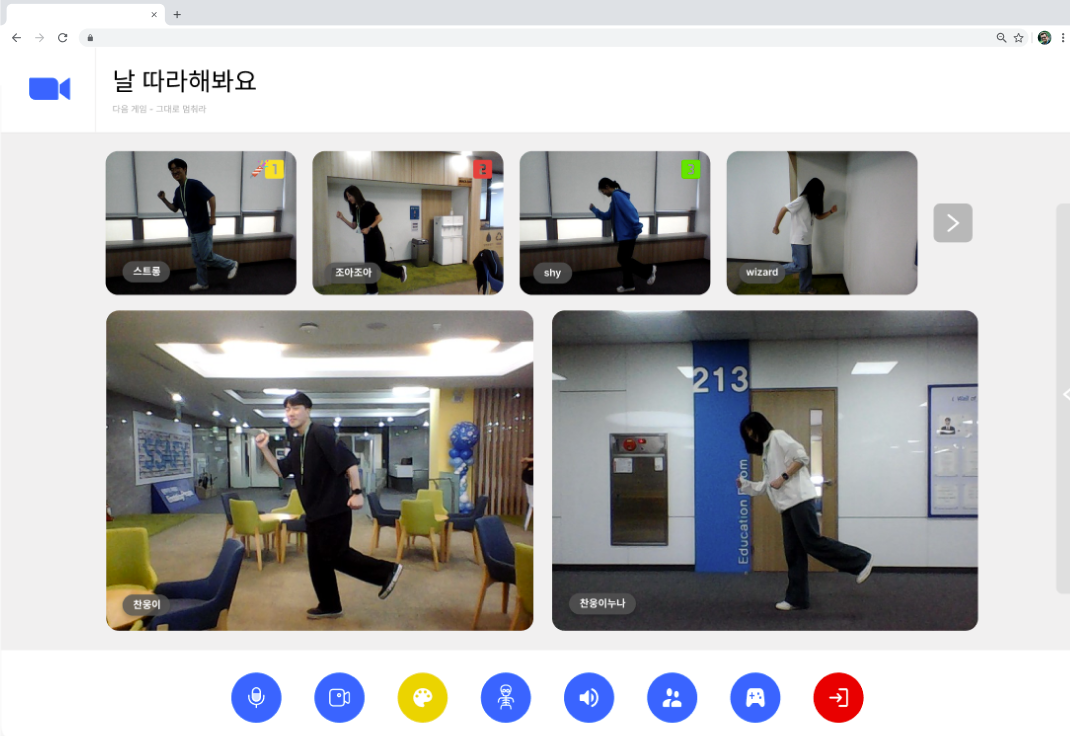 날 따라해봐요
다음 게임 - 그대로 멈춰라
1
2
3
스트롱
조아조아
shy
wizard
213
Education Room
찬웅이
찬웅이누나